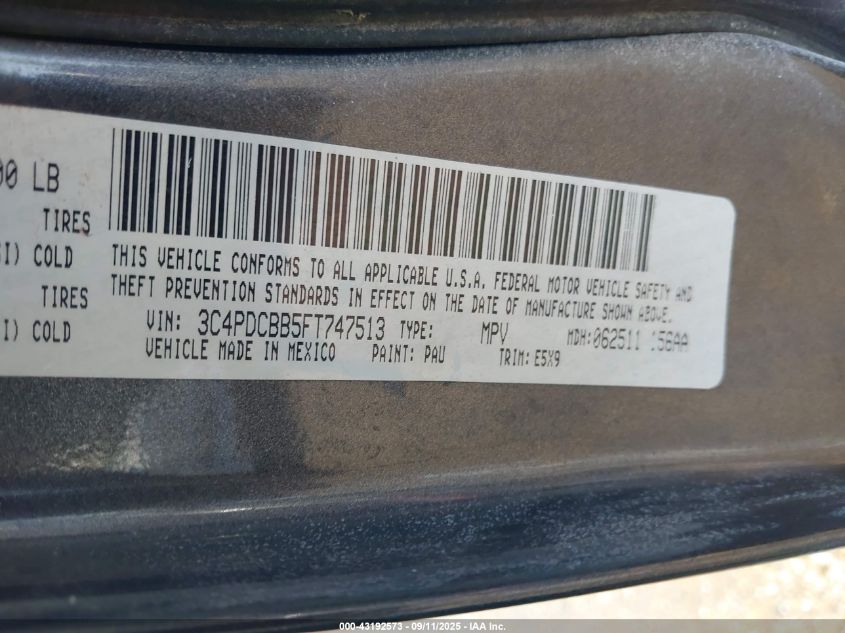 00 LB
TIRES
SI) COLD
TIRES
I) COLD
THIS VEHICLE CONFORMS TO ALL APPLICABLE U.S.A. FEDERAL MOTOR VEHICLE SAFETY AND
THEFT PREVENTION STANDARDS IN EFFECT ON THE DATE OF MANUFACTURE SHOWN ABOVE.
VIN: 3C4PDCBB5FT747513 TYPE: MPV MDH:062511 156AA
VEHICLE MADE IN MEXICO PAINT: PAU TRIM: E5X9
000-43192573 - 09/11/2025 - IAA Inc.